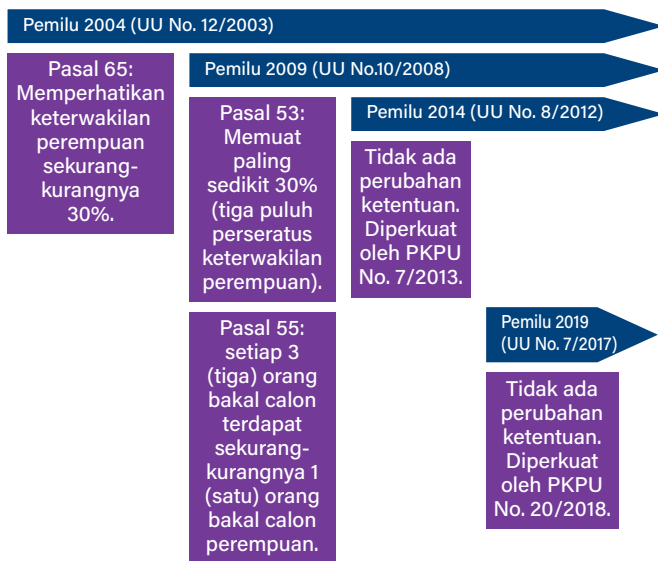 Pemilu 2004 (UU No. 12/2003)
Pasal 65:
Memperhatikan
keterwakilan
perempuan
sekurang-
kurangnya
30%.
Pemilu 2009 (UU No.10/2008)
Pasal 53:
Memuat
paling
sedikit 30%
(tiga puluh
perseratus
keterwakilan
perempuan).
Pasal 55:
setiap 3
(tiga) orang
bakal calon
terdapat
sekurang-
kurangnya 1
(satu) orang
bakal calon
perempuan.
Pemilu 2014 (UU No. 8/2012)
Tidak ada
perubahan
ketentuan.
Diperkuat
oleh PKPU
No. 7/2013.
Pemilu 2019
(UU No. 7/2017)
Tidak ada
perubahan
ketentuan.
Diperkuat
oleh PKPU
No. 20/2018.